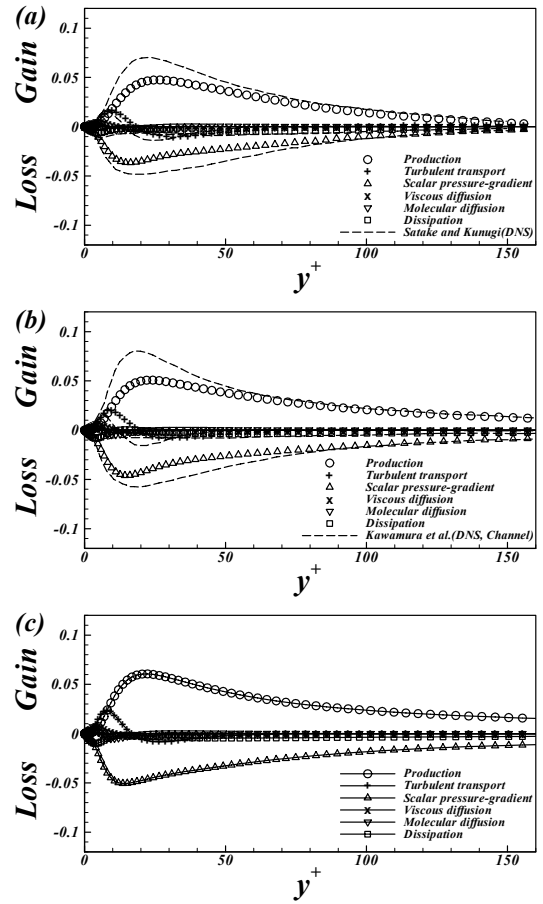 (a)
0.1
0.05
0
-0.05
-0.1
Gain
Loss
Production
Turbulent transport
Scalar pressure-gradient
Viscous diffusion
Molecular diffusion
Dissipation
Satake and Kunugi(DNS)
0 50 100 150
y+
(b)
0.1
0.05
0
-0.05
-0.1
Gain
Loss
Production
Turbulent transport
Scalar pressure-gradient
Viscous diffusion
Molecular diffusion
Dissipation
Kawamura et al.(DNS, Channel)
0 50 100 150
y+
(c)
0.1
0.05
0
-0.05
-0.1
Gain
Loss
Production
Turbulent transport
Scalar pressure-gradient
Viscous diffusion
Molecular diffusion
Dissipation
0 50 100 150
y+